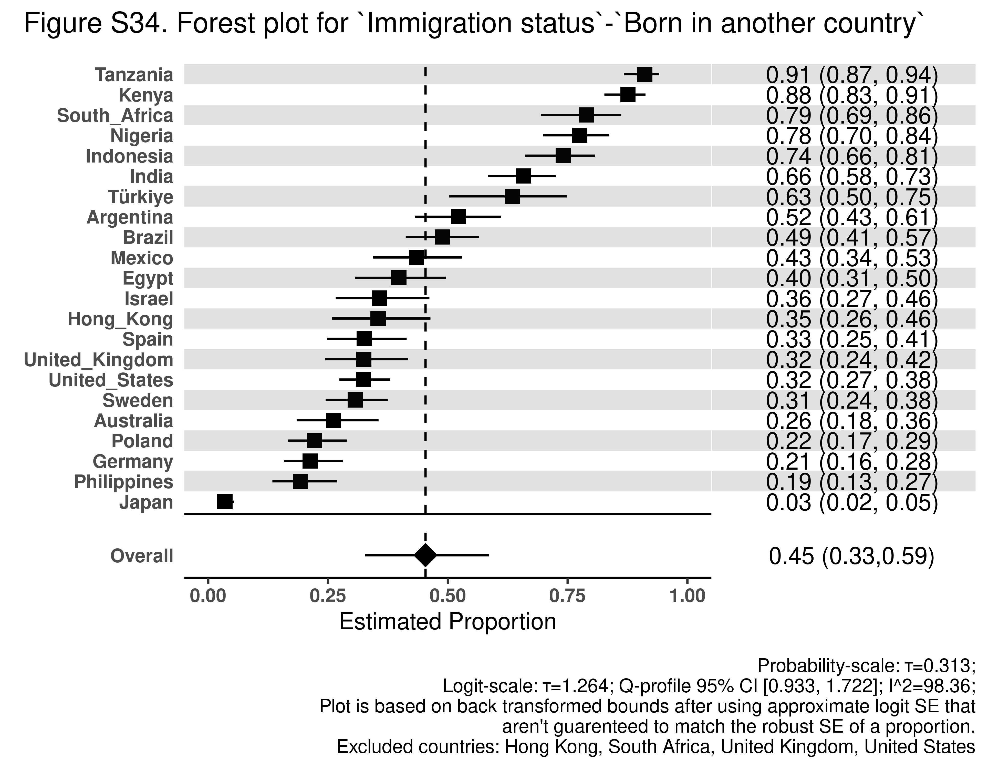 Figure S34. Forest plot for `Immigration status`-`Born in another country`
Tanzania 0.91 (0.87, 0.94)
Kenya 0.88 (0.83, 0.91)
South_Africa 0.79 (0.69, 0.86)
Nigeria 0.78 (0.70, 0.84)
Indonesia 0.74 (0.66, 0.81)
India 0.66 (0.58, 0.73)
Türkiye 0.63 (0.50, 0.75)
Argentina 0.52 (0.43, 0.61)
Brazil 0.49 (0.41, 0.57)
Mexico 0.43 (0.34, 0.53)
Egypt 0.40 (0.31, 0.50)
Israel 0.36 (0.27, 0.46)
Hong_Kong 0.35 (0.26, 0.46)
Spain 0.33 (0.25, 0.41)
United_Kingdom 0.32 (0.24, 0.42)
United_States 0.32 (0.27, 0.38)
Sweden 0.31 (0.24, 0.38)
Australia 0.26 (0.18, 0.36)
Poland 0.22 (0.17, 0.29)
Germany 0.21 (0.16, 0.28)
Philippines 0.19 (0.13, 0.27)
Japan 0.03 (0.02, 0.05)
Overall 0.45 (0.33,0.59)
0.00 0.25 0.50 0.75 1.00
Estimated Proportion
Probability-scale: τ=0.313;
Logit-scale: τ=1.264; Q-profile 95% CI [0.933, 1.722]; I^2=98.36;
Plot is based on back transformed bounds after using approximate logit SE that
aren't guarenteed to match the robust SE of a proportion.
Excluded countries: Hong Kong, South Africa, United Kingdom, United States